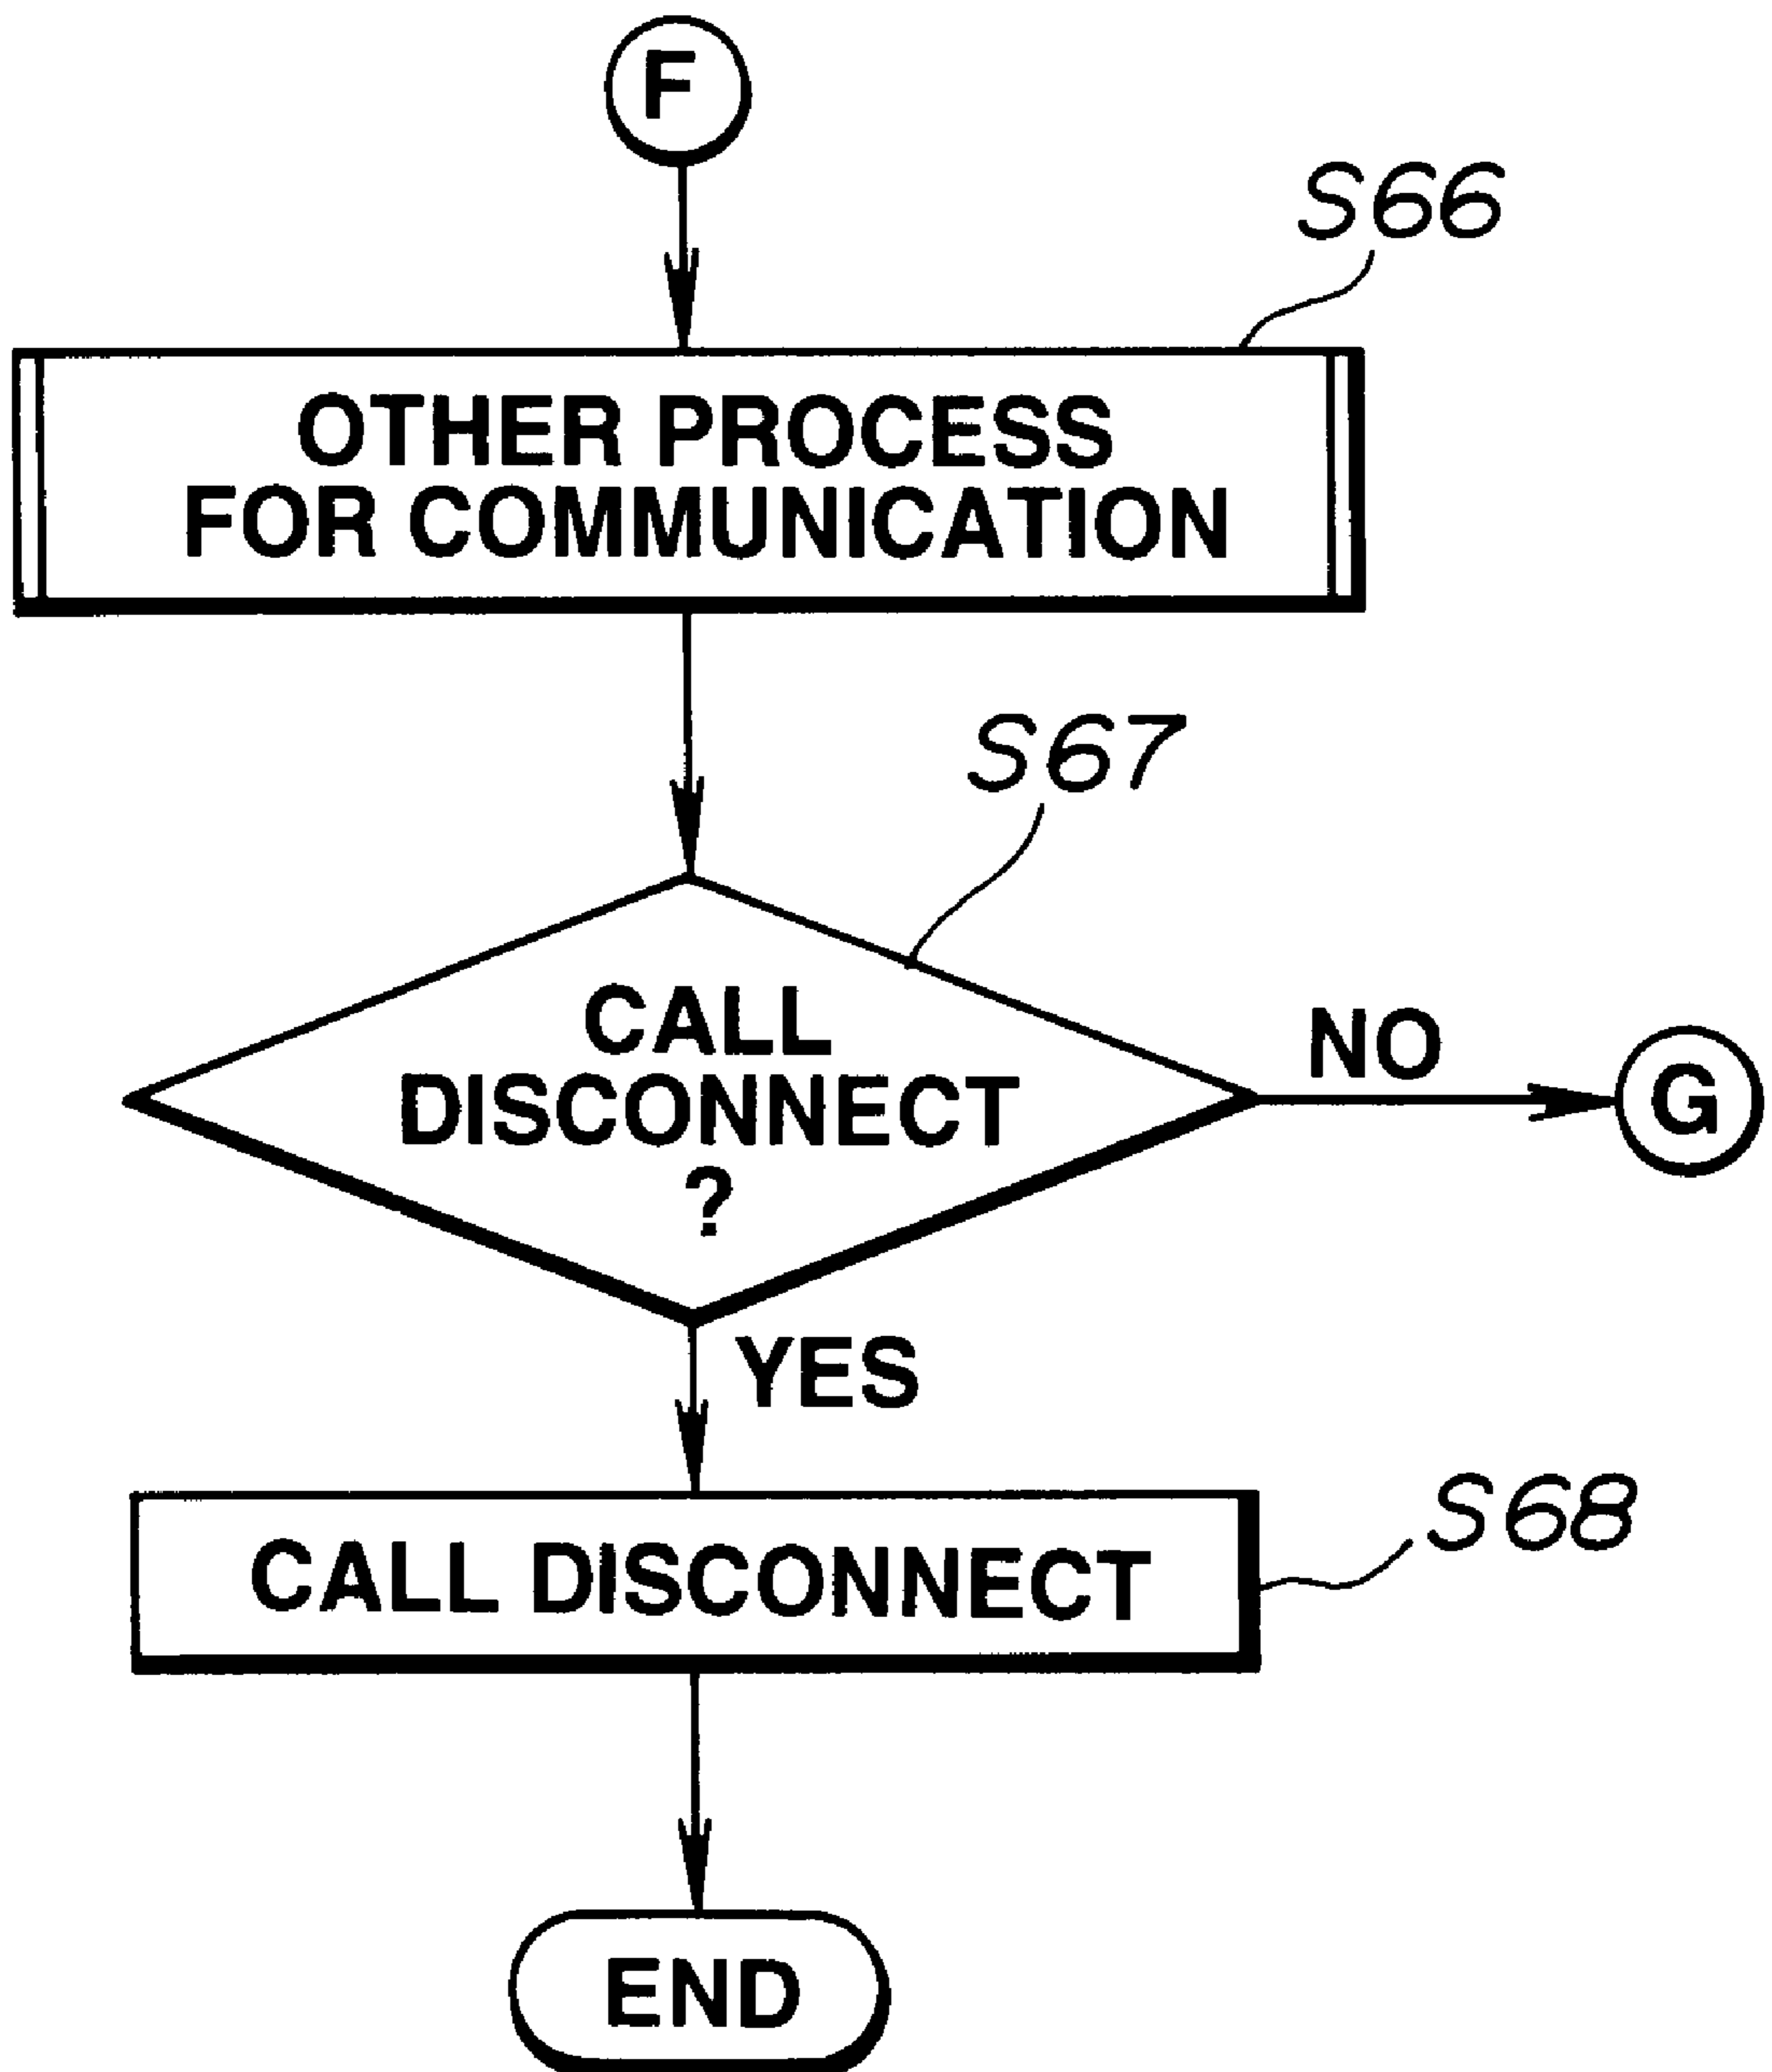 F
S66
OTHER PROCESS
FOR COMMUNICATION
S67
CALL
DISCONNECT
?
NO
G
YES
CALL DISCONNECT
S68
END